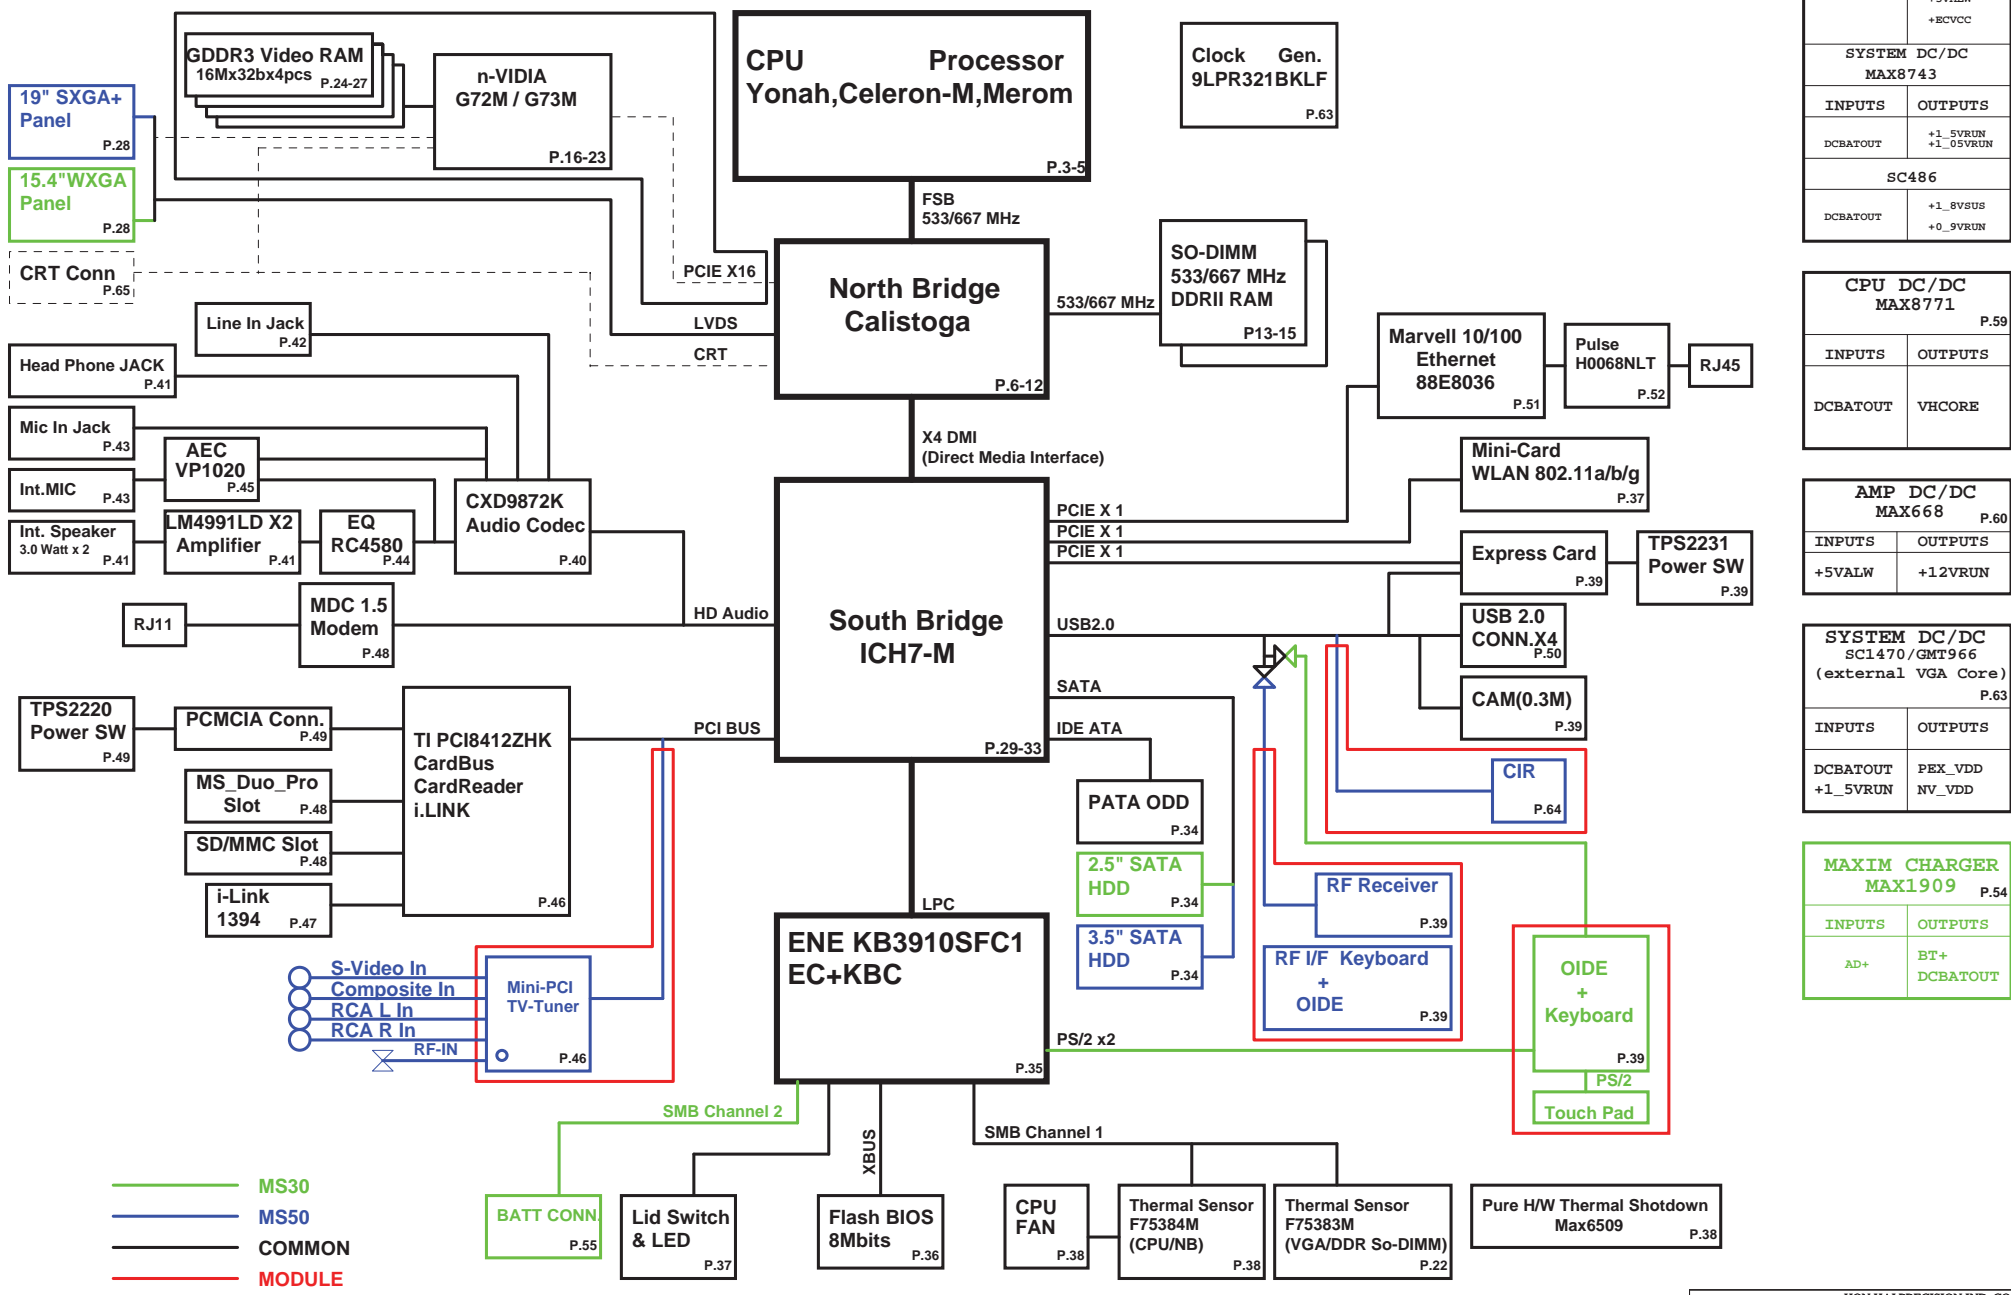 GDDR3 Video RAM
16Mx32bx4pcs P.24-27
n-VIDIA
G72M / G73M
P.16-23
CPU Processor
Yonah,Celeron-M,Merom
P.3-5
Clock Gen.
9LPR321BKLF
P.63
19" SXGA+
Panel
P.28
15.4"WXGA
Panel
P.28
CRT Conn
P.65
FSB
533/667 MHz
PCIE X16
LVDS
CRT
North Bridge
Calistoga
P.6-12
533/667 MHz
SO-DIMM
533/667 MHz
DDRII RAM
P13-15
Line In Jack
P.42
Head Phone JACK
P.41
Mic In Jack
P.43
Int.MIC P.43
AEC
VP1020
P.45
Int. Speaker
3.0 Watt x 2
P.41
LM4991LD X2
Amplifier
P.41
EQ
RC4580
P.44
CXD9872K
Audio Codec
P.40
X4 DMI
(Direct Media Interface)
Marvell 10/100
Ethernet
88E8036
P.51
Pulse
H0068NLT
P.52
RJ45
Mini-Card
WLAN 802.11a/b/g
P.37
PCIE X 1
PCIE X 1
PCIE X 1
Express Card
P.39
TPS2231
Power SW
P.39
RJ11
MDC 1.5
Modem
P.48
HD Audio
South Bridge
ICH7-M
P.29-33
USB2.0
USB 2.0
CONN.X4
P.50
CAM(0.3M)
P.39
SATA
IDE ATA
TPS2220
Power SW
P.49
PCMCIA Conn.
P.49
MS_Duo_Pro
Slot P.48
SD/MMC Slot
P.48
i-Link
1394 P.47
TI PCI8412ZHK
CardBus
CardReader
i.LINK
P.46
PCI BUS
PATA ODD
P.34
2.5" SATA
HDD
P.34
3.5" SATA
HDD
P.34
CIR
P.64
RF Receiver
P.39
RF I/F Keyboard
+
OIDE
P.39
OIDE
+
Keyboard
P.39
PS/2
Touch Pad
LPC
ENE KB3910SFC1
EC+KBC
P.35
PS/2 x2
S-Video In
Composite In
RCA L In
RCA R In
RF-IN
Mini-PCI
TV-Tuner
P.46
SMB Channel 2
XBUS
SMB Channel 1
MS30
MS50
COMMON
MODULE
BATT CONN.
P.55
Lid Switch
& LED
P.37
Flash BIOS
8Mbits
P.36
CPU
FAN
P.38
Thermal Sensor
F75384M
(CPU/NB)
P.38
Thermal Sensor
F75383M
(VGA/DDR So-DIMM)
P.22
Pure H/W Thermal Shotdown
Max6509
P.38
+ECVCC
SYSTEM DC/DC
MAX8743
INPUTS OUTPUTS
DCBATOUT +1_5VRUN
+1_05VRUN
SC486
DCBATOUT +1_8VSUS
+0_9VRUN
CPU DC/DC
MAX8771
P.59
INPUTS OUTPUTS
DCBATOUT VHCORE
AMP DC/DC
MAX668 P.60
INPUTS OUTPUTS
+5VALW +12VRUN
SYSTEM DC/DC
SC1470/GMT966
(external VGA Core)
P.63
INPUTS OUTPUTS
DCBATOUT PEX_VDD
+1_5VRUN NV_VDD
MAXIM CHARGER
MAX1909 P.54
INPUTS OUTPUTS
AD+ BT+
DCBATOUT